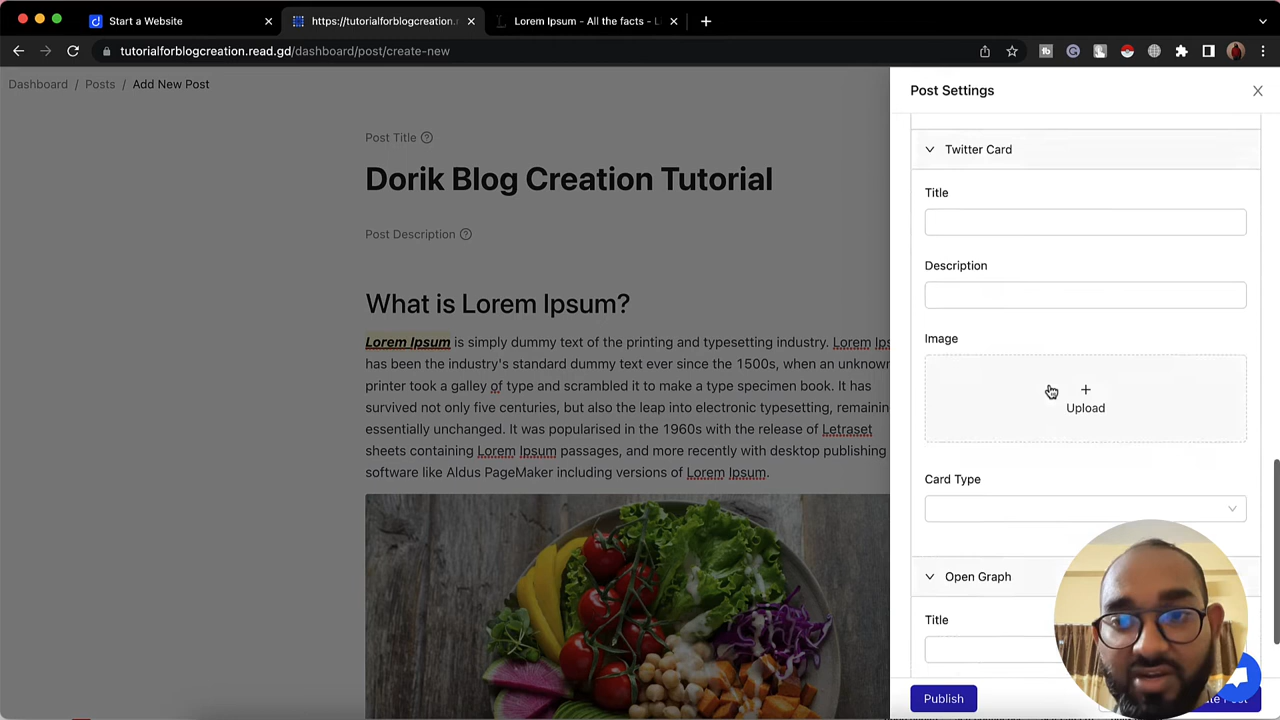 Start a Website
https://tutorialforblogcreation.r
Lorem Ipsum - All the facts - L
tutorialforblogcreation.read.gd/dashboard/post/create-new
Dashboard / Posts / Add New Post
Post Title
Dorik Blog Creation Tutorial
Post Description
What is Lorem Ipsum?
Lorem Ipsum is simply dummy text of the printing and typesetting industry. Lorem Ips
has been the industry's standard dummy text ever since the 1500s, when an unknown
printer took a galley of type and scrambled it to make a type specimen book. It has
survived not only five centuries, but also the leap into electronic typesetting, remainin
essentially unchanged. It was popularised in the 1960s with the release of Letraset
sheets containing Lorem Ipsum passages, and more recently with desktop publishing
software like Aldus PageMaker including versions of Lorem Ipsum.
Post Settings
Twitter Card
Title
Description
Image
+
Upload
Card Type
Open Graph
Title
Publish
te Post